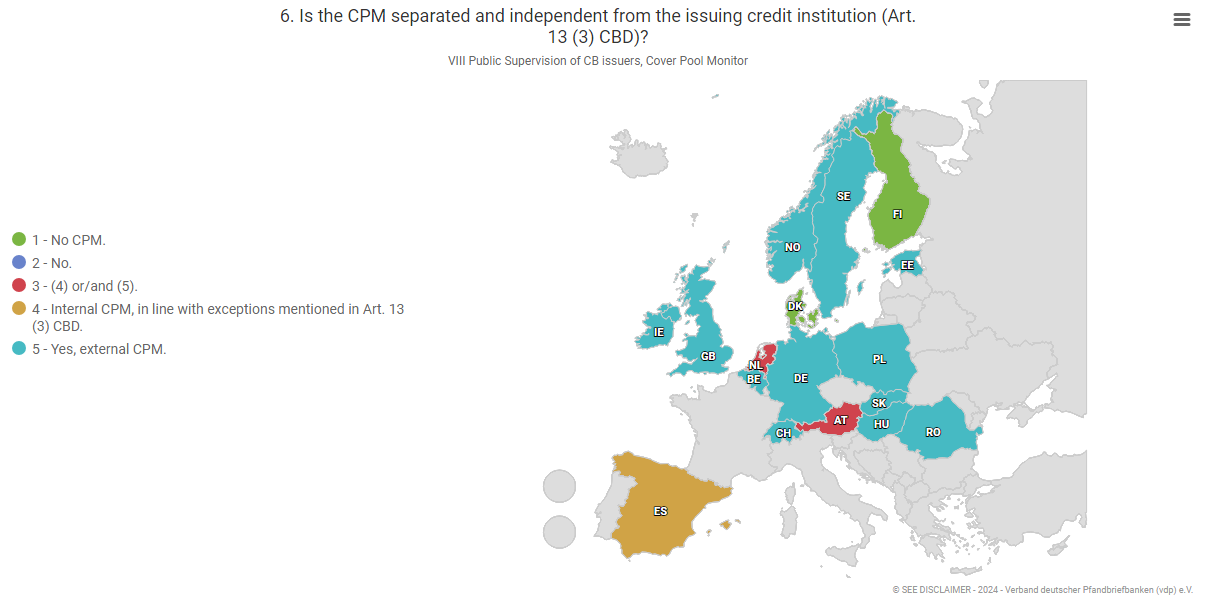 6. Is the CPM separated and independent from the issuing credit institution (Art.
13 (3) CBD)?
VIII Public Supervision of CB issuers, Cover Pool Monitor
1 - No CPM.
2 - No.
3 - (4) or/and (5).
4 - Internal CPM, in line with exceptions mentioned in Art. 13
(3) CBD.
5 - Yes, external CPM.
SE
FI
NO
EE
DK
IE
GB
NL
BE
DE
PL
SK
AT
HU
CH
RO
ES
© SEE DISCLAIMER - 2024 - Verband deutscher Pfandbriefbanken (vdp) e.V.